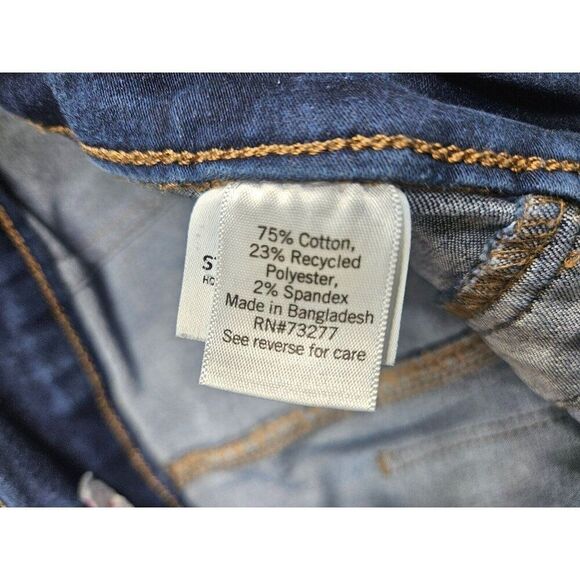 75% Cotton,
23% Recycled
Polyester,
2% Spandex
Made in Bangladesh
RN#73277
See reverse for care